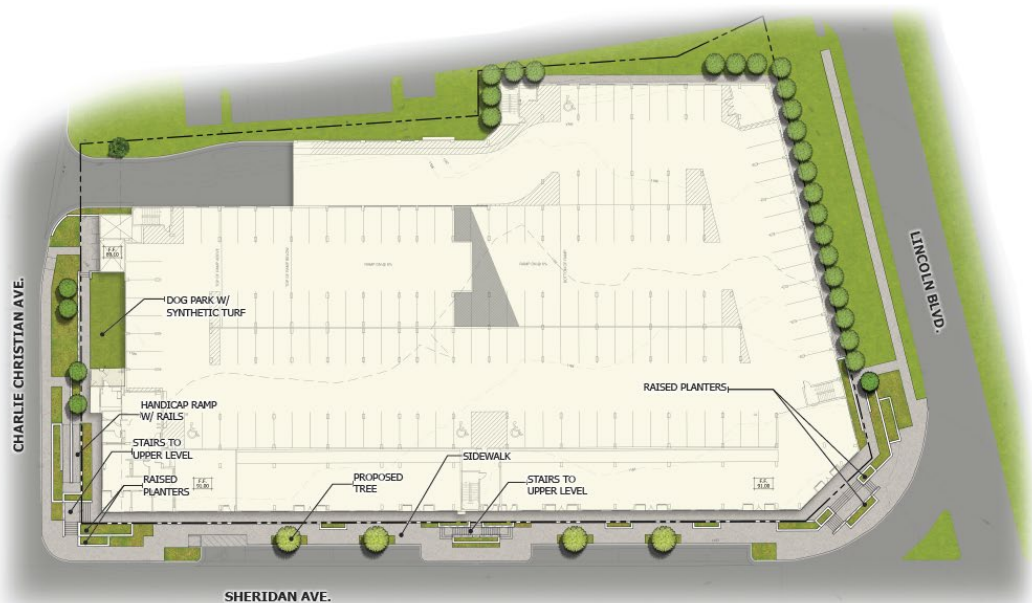 LINCOLN BLVD.
CHARLIE CHRISTIAN AVE.
DOG PARK W/
SYNTHETIC TURF
RAISED PLANTERS
HANDICAP RAMP
W/ RAILS
STAIRS TO
UPPER LEVEL
SIDEWALK
RAISED
PLANTERS
PROPOSED
TREE
STAIRS TO
UPPER LEVEL
F.F.
F.F.
F.F.
SHERIDAN AVE.